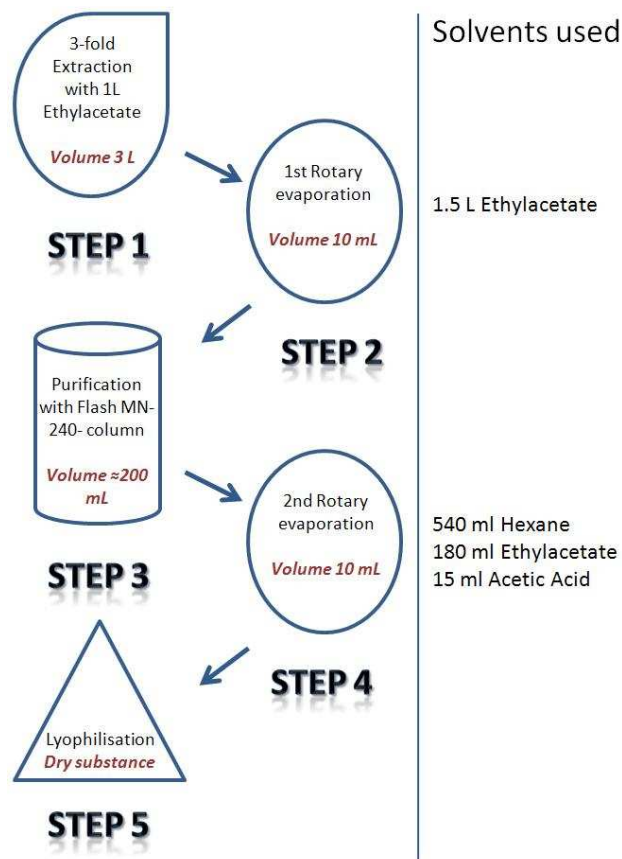 Solvents used
3-fold
Extraction
with 1L
Ethylacetate
Volume 3 L
STEP 1
1st Rotary
evaporation
Volume 10 mL
STEP 2
1.5 L Ethylacetate
Purification
with Flash MN-
240- column
Volume ≈200
mL
STEP 3
2nd Rotary
evaporation
Volume 10 mL
STEP 4
540 ml Hexane
180 ml Ethylacetate
15 ml Acetic Acid
Lyophilisation
Dry substance
STEP 5